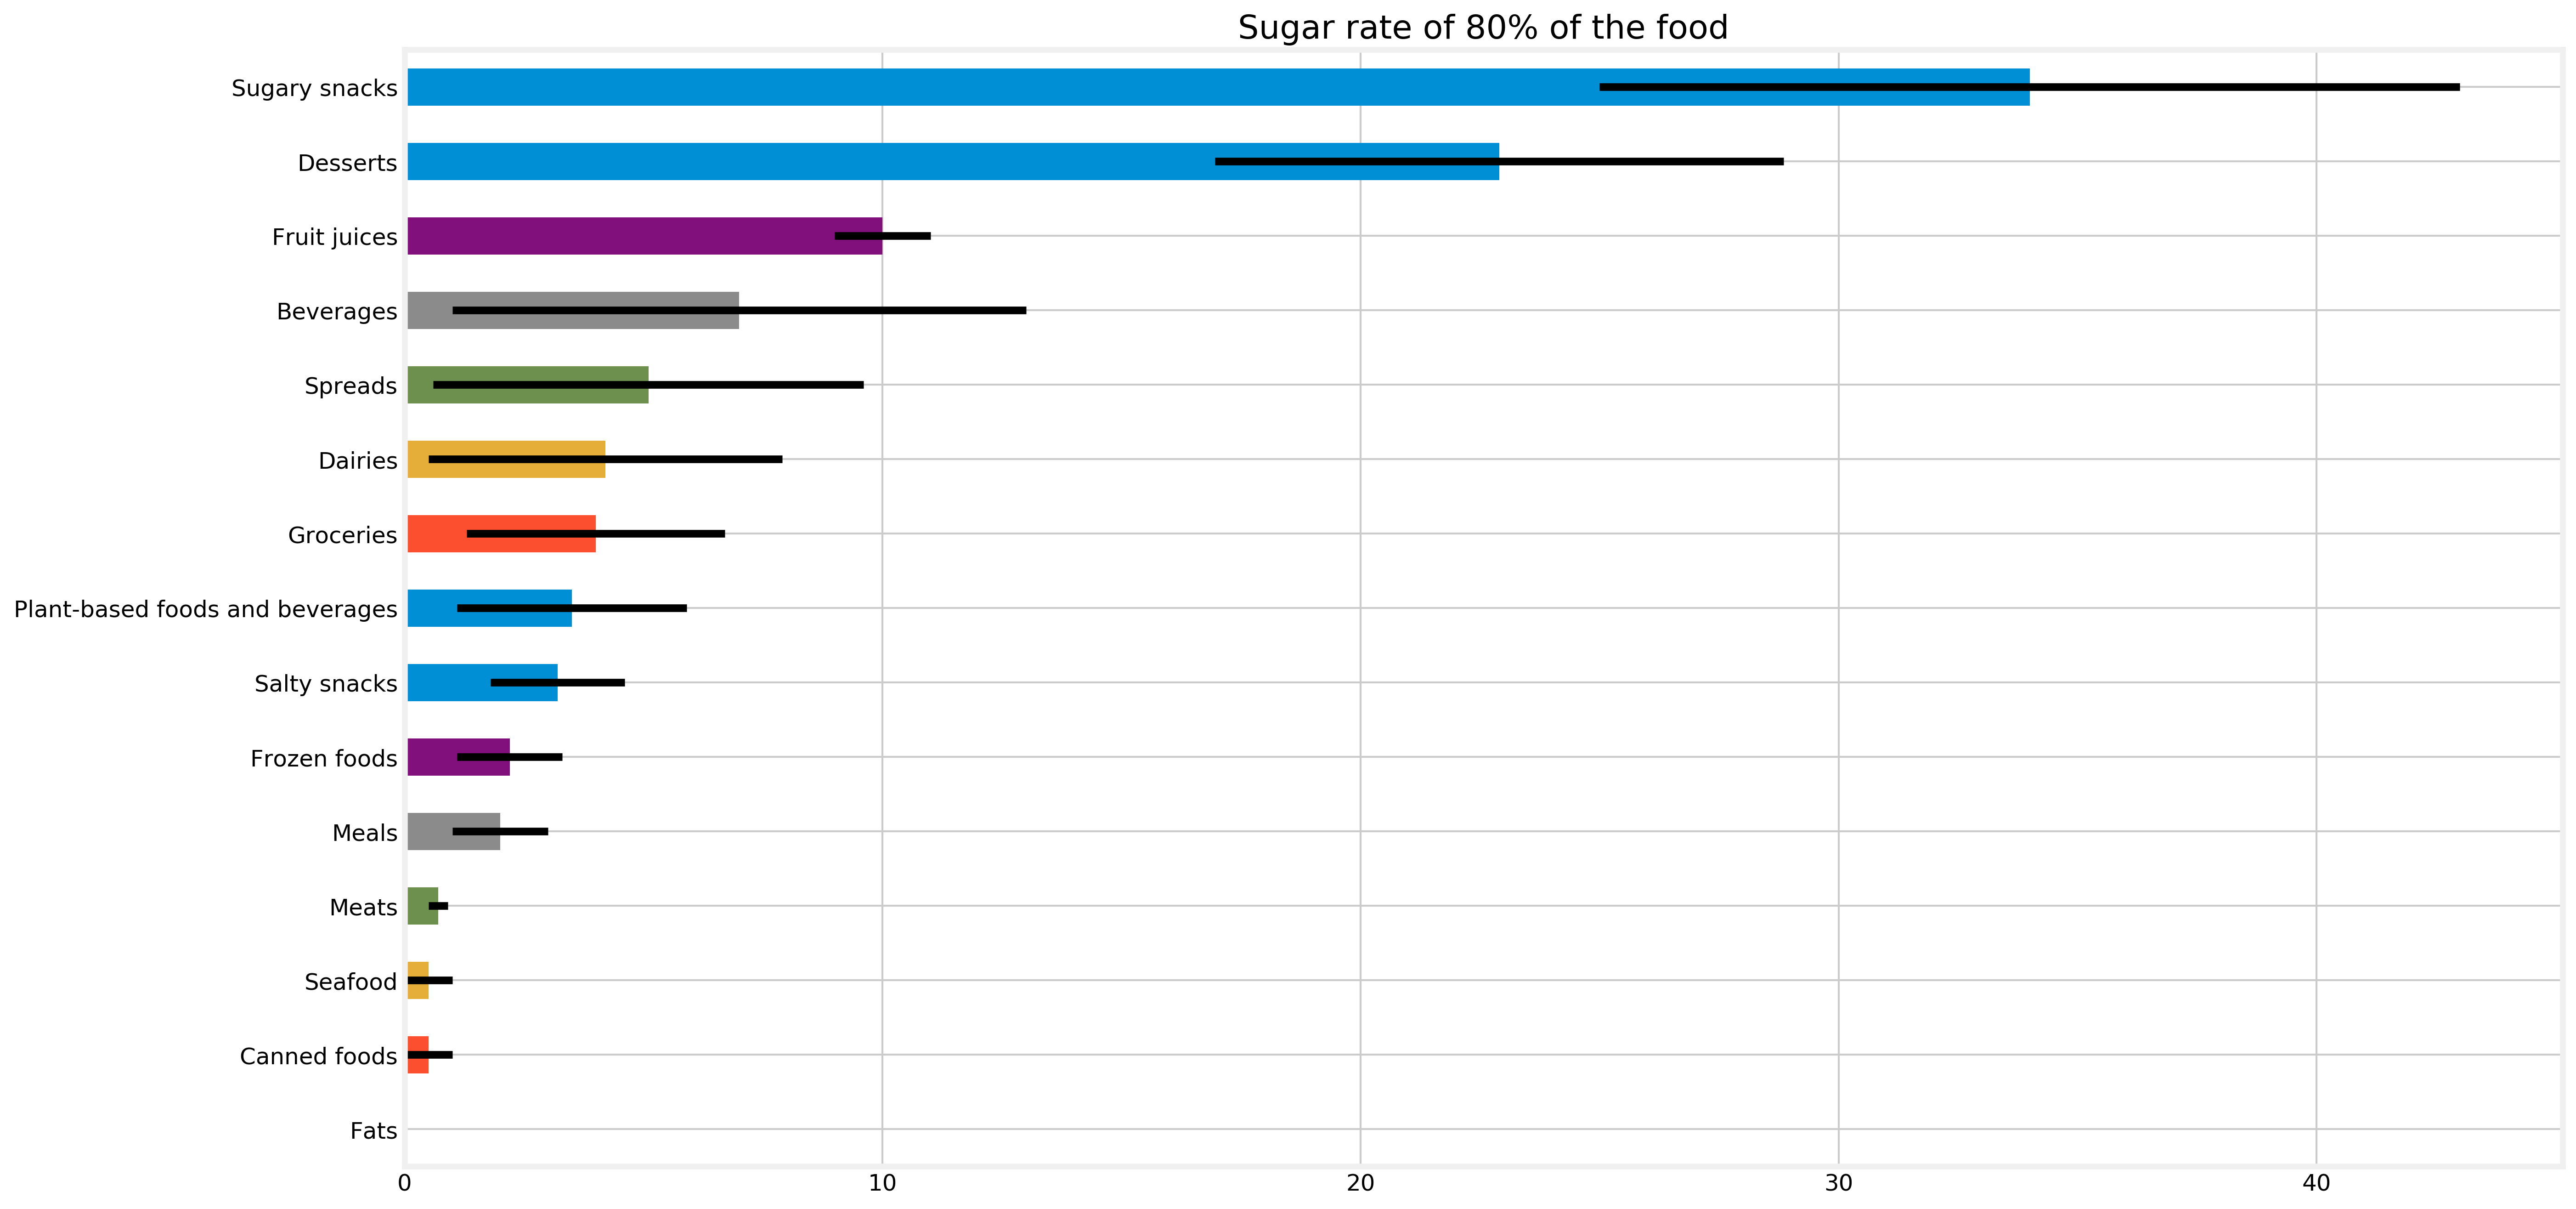 Sugar rate of 80% of the food
Sugary snacks
Desserts
Fruit juices
Beverages
Spreads
Dairies
Groceries
Plant-based foods and beverages
Salty snacks
Frozen foods
Meals
Meats
Seafood
Canned foods
Fats
0 10 20 30 40